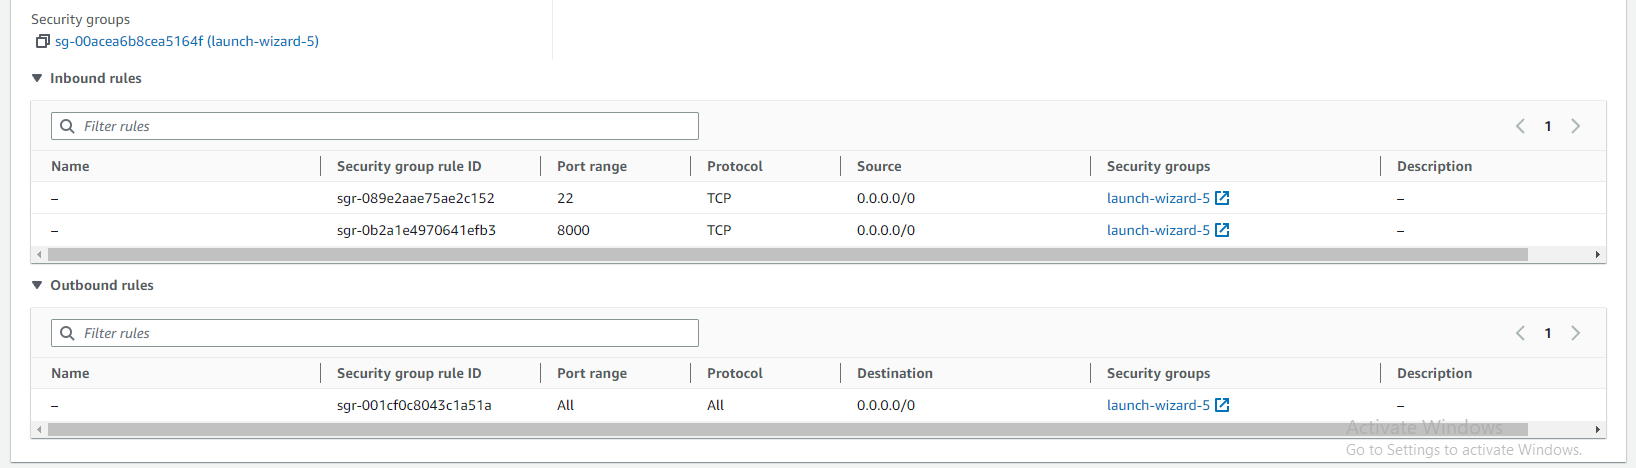 Security groups
sg-00acea6b8cea5164f (launch-wizard-5)
Inbound rules
Filter rules
1
Name Security group rule ID Port range Protocol Source Security groups Description
– sgr-089e2aae75ae2c152 22 TCP 0.0.0.0/0 launch-wizard-5 –
– sgr-0b2a1e4970641efb3 8000 TCP 0.0.0.0/0 launch-wizard-5 –
Outbound rules
Filter rules
1
Name Security group rule ID Port range Protocol Destination Security groups Description
– sgr-001cf0c8043c1a51a All All 0.0.0.0/0 launch-wizard-5 –
Activate Windows
Go to Settings to activate Windows.